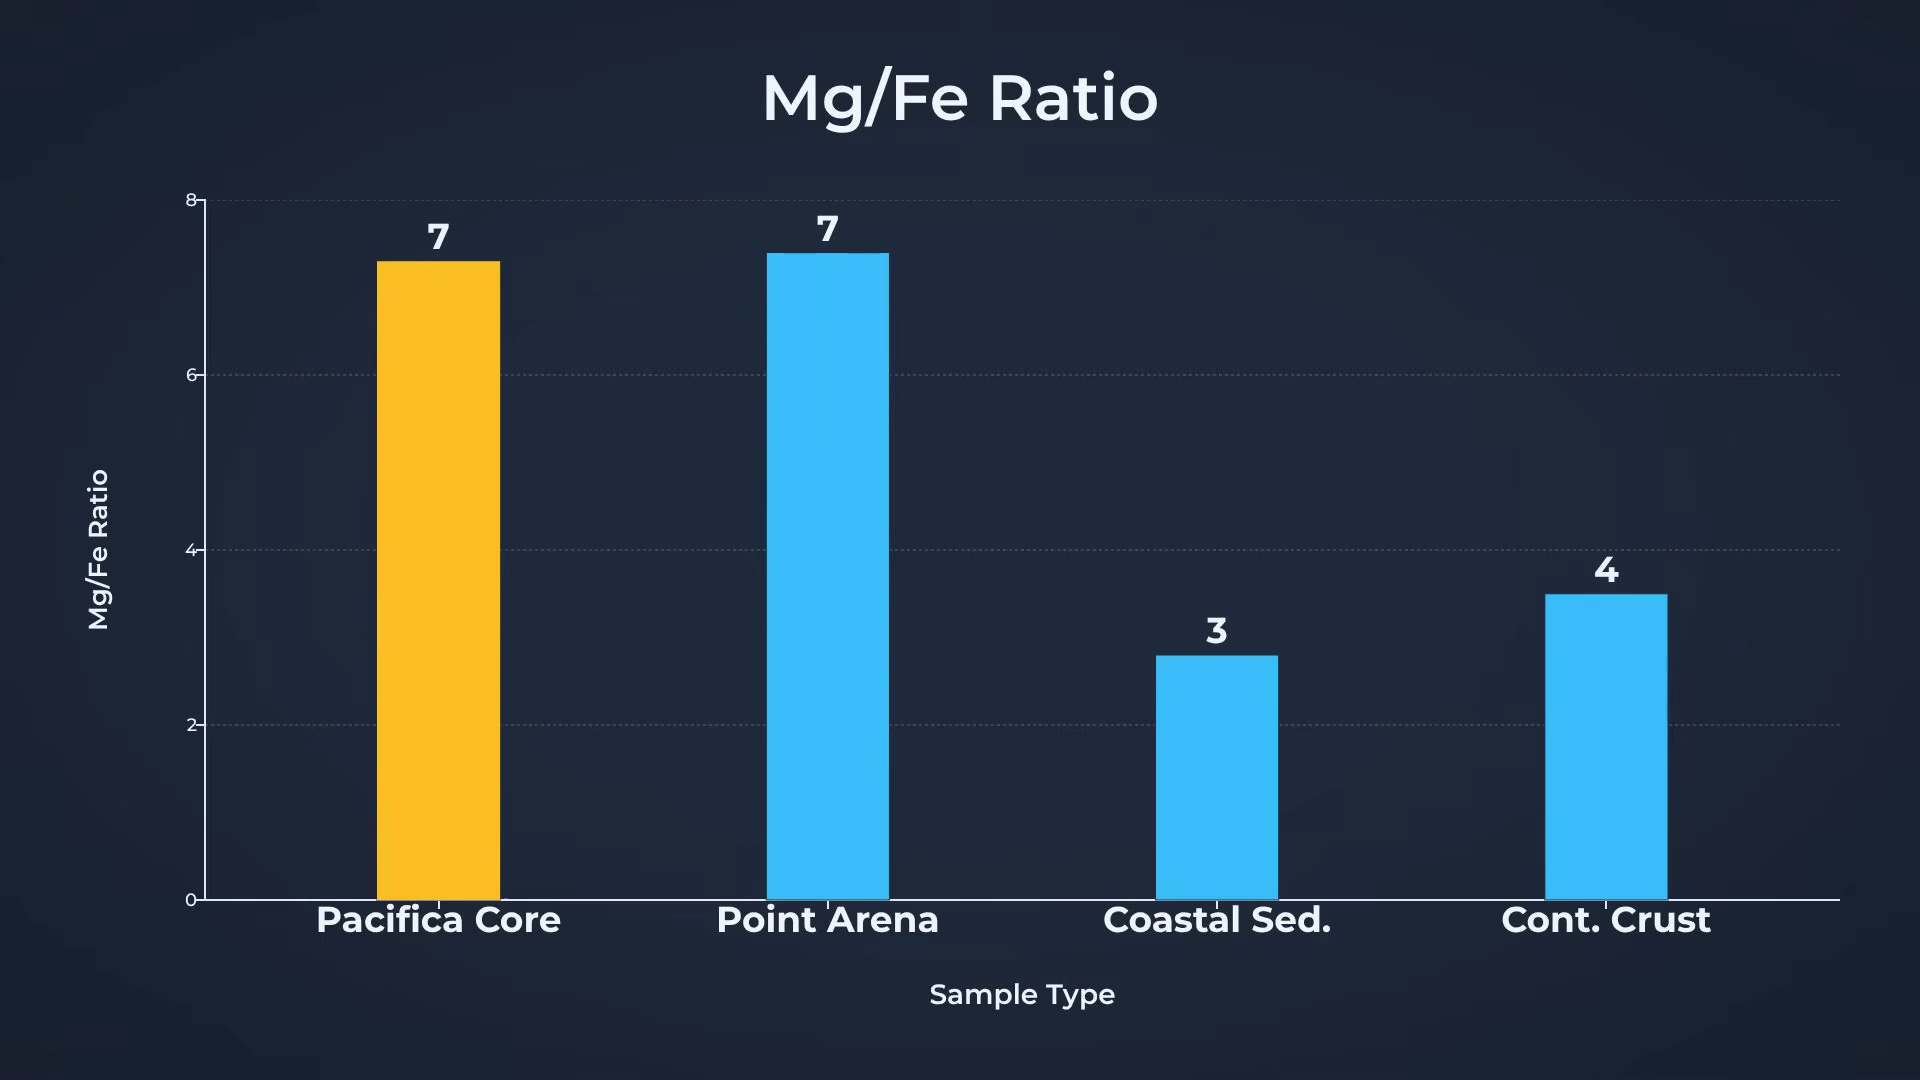 Mg/Fe Ratio
8
6
4
2
0
Mg/Fe Ratio
7
7
3
4
Pacifica Core
Point Arena
Coastal Sed.
Cont. Crust
Sample Type